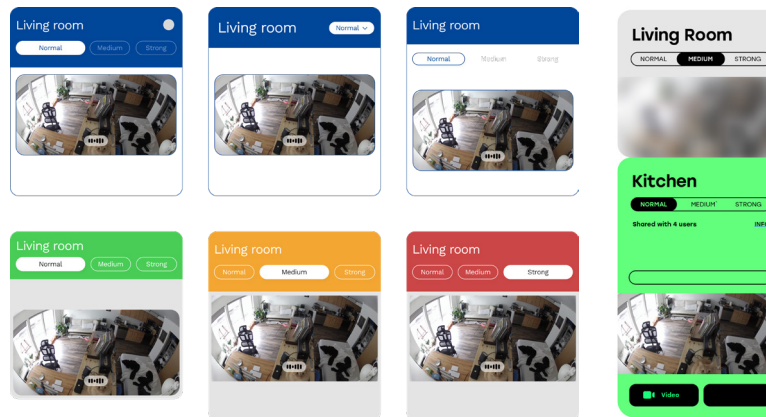 Living room
Normal Medium Strong
Living room
Normal
Living room
Normal Medium Strong
Living Room
NORMAL MEDIUM STRONG
Kitchen
NORMAL MEDIUM STRONG
Shared with 4 users
Living room
Normal Medium Strong
Living room
Normal Medium Strong
Living room
Normal Medium Strong
Video